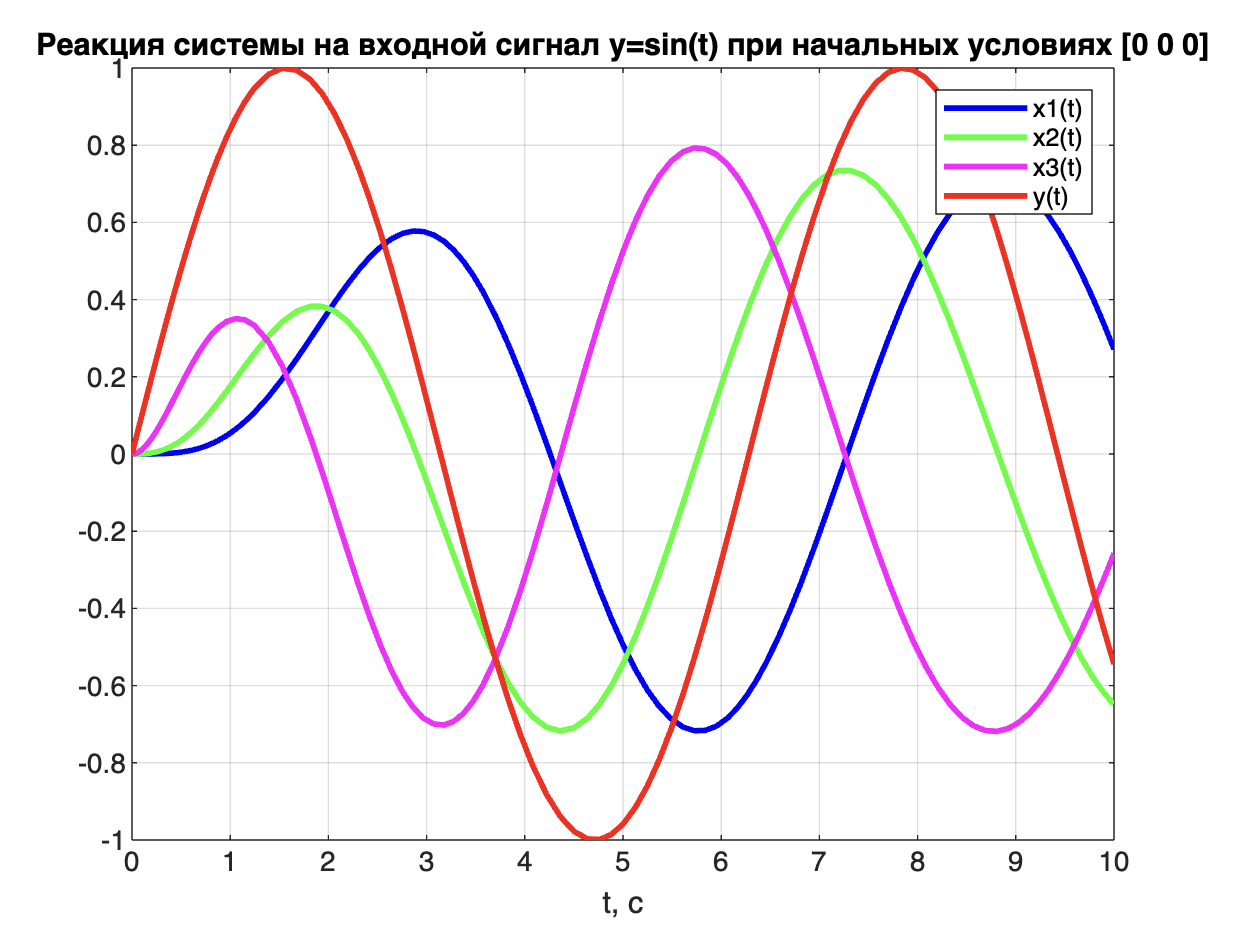 Реакция системы на входной сигнал y=sin(t) при начальных условиях [0 0 0]
1
0.8
0.6
0.4
0.2
0
-0.2
-0.4
-0.6
-0.8
-1
x1(t)
x2(t)
x3(t)
y(t)
0 1 2 3 4 5 6 7 8 9 10
t, c